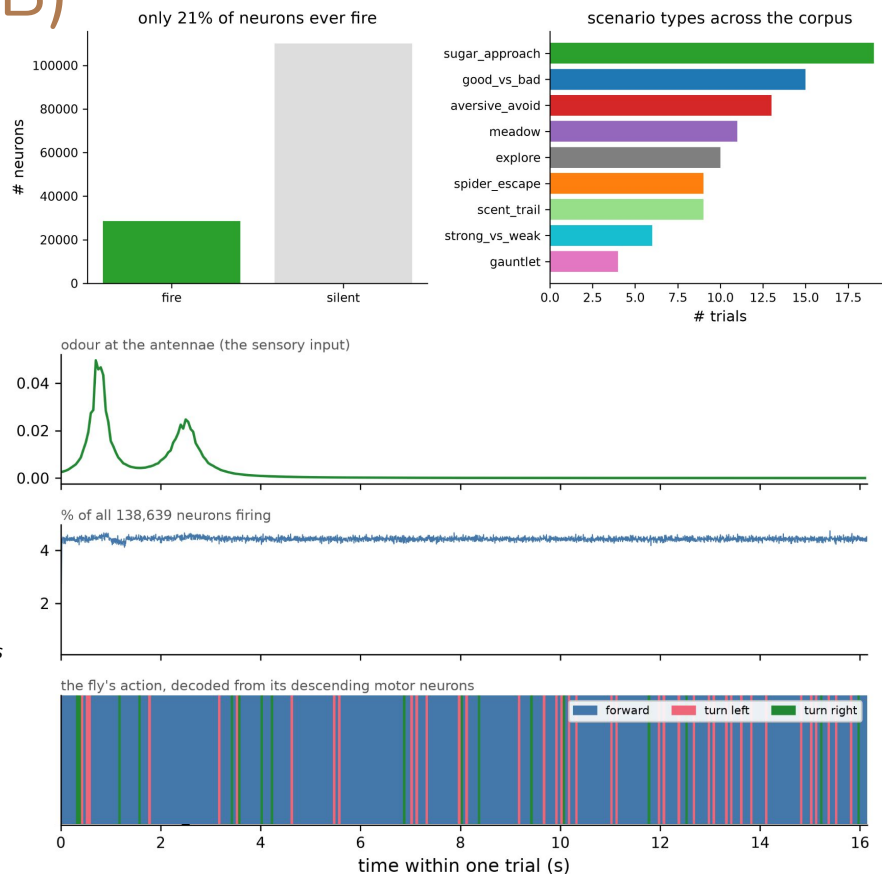 B)
only 21% of neurons ever fire
# neurons
100000
80000
60000
40000
20000
0
fire
silent
scenario types across the corpus
sugar_approach
good_vs_bad
aversive_avoid
meadow
explore
spider_escape
scent_trail
strong_vs_weak
gauntlet
0.0 2.5 5.0 7.5 10.0 12.5 15.0 17.5
# trials
odour at the antennae (the sensory input)
0.04
0.02
0.00
% of all 138,639 neurons firing
4
2
s
the fly's action, decoded from its descending motor neurons
forward turn left turn right
0 2 4 6 8 10 12 14 16
time within one trial (s)